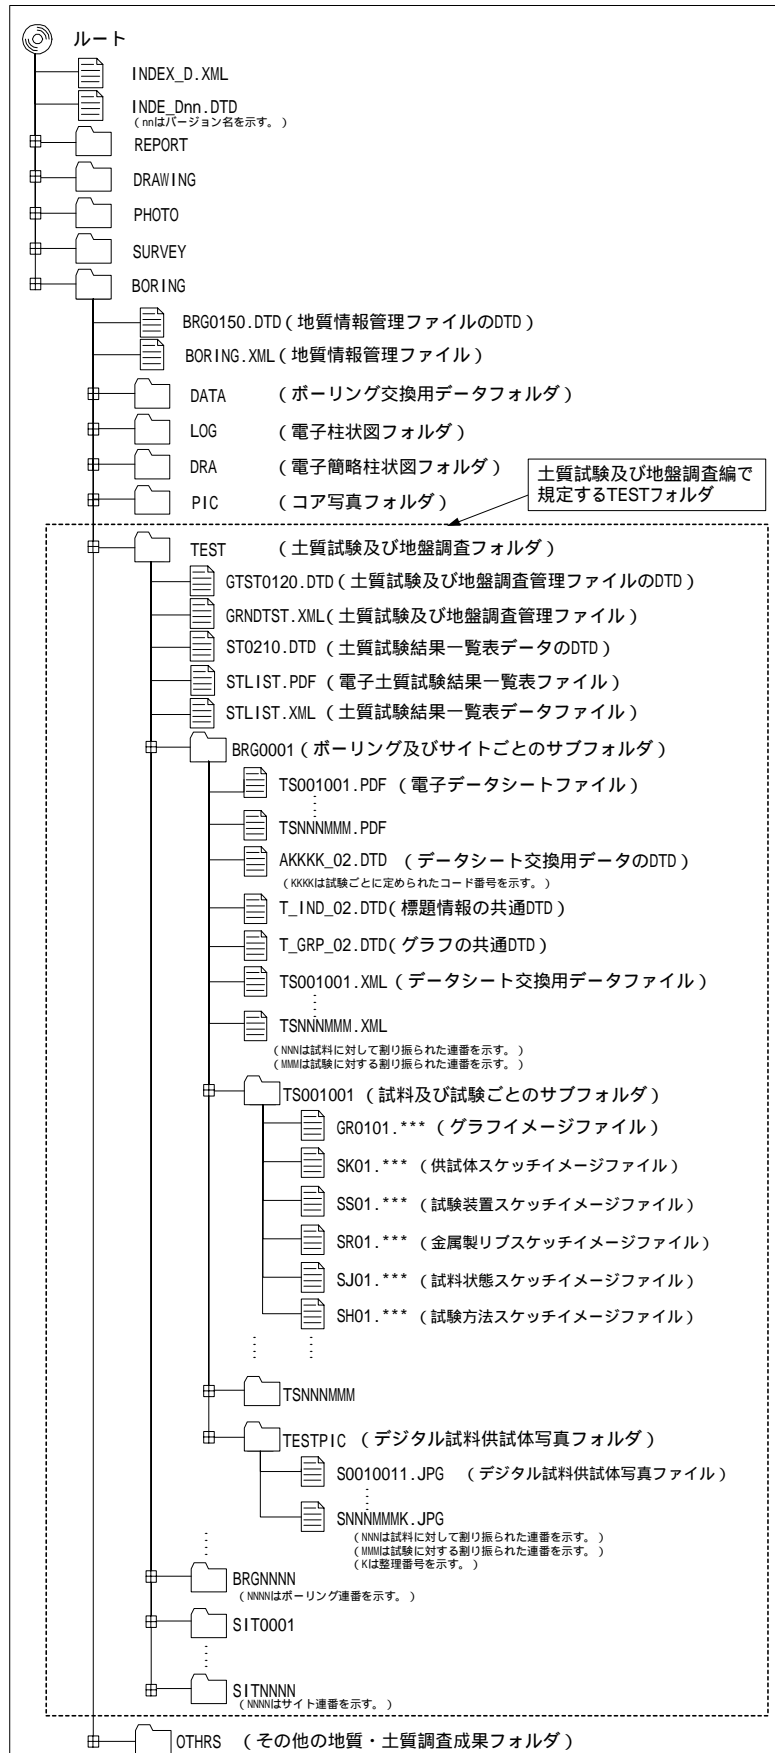 ルート
INDEX_D.XML
INDE_Dnn.DTD
（nnはバージョン名を示す。）
REPORT
DRAWING
PHOTO
SURVEY
BORING
BRG0150.DTD（地質情報管理ファイルのDTD）
BORING.XML（地質情報管理ファイル）
DATA （ボーリング交換用データフォルダ）
LOG （電子柱状図フォルダ）
DRA （電子簡略柱状図フォルダ）
PIC （コア写真フォルダ）
土質試験及び地盤調査編で
規定するTESTフォルダ
TEST （土質試験及び地盤調査フォルダ）
GTST0120.DTD（土質試験及び地盤調査管理ファイルのDTD）
GRNDTST.XML（土質試験及び地盤調査管理ファイル）
ST0210.DTD（土質試験結果一覧表データのDTD）
STLIST.PDF（電子土質試験結果一覧表ファイル）
STLIST.XML（土質試験結果一覧表データファイル）
BRG0001（ボーリング及びサイトごとのサブフォルダ）
TS001001.PDF（電子データシートファイル）
TSNNNMMM.PDF
AKKKK_02.DTD （データシート交換用データのDTD）
（KKKKは試験ごとに定められたコード番号を示す。）
T_IND_02.DTD（標題情報の共通DTD）
T_GRP_02.DTD（グラフの共通DTD）
TS001001.XML（データシート交換用データファイル）
TSNNNMMM.XML
（NNNは試料に対して割り振られた連番を示す。）
（MMMは試験に対する割り振られた連番を示す。）
TS001001（試料及び試験ごとのサブフォルダ）
GR0101.***（グラフイメージファイル）
SK01.***（供試体スケッチイメージファイル）
SS01.***（試験装置スケッチイメージファイル）
SR01.***（金属製リブスケッチイメージファイル）
SJ01.***（試料状態スケッチイメージファイル）
SH01.***（試験方法スケッチイメージファイル）
TSNNNMMM
TESTPIC（デジタル試料供試体写真フォルダ）
S0010011.JPG （デジタル試料供試体写真ファイル）
SNNNMMMK.JPG
（NNNは試料に対して割り振られた連番を示す。）
（MMMは試験に対する割り振られた連番を示す。）
（Kは整理番号を示す。）
BRGNNNN
（NNNNはボーリング連番を示す。）
SIT0001
SITNNNN
（NNNNはサイト連番を示す。）
OTHRS （その他の地質・土質調査成果フォルダ）